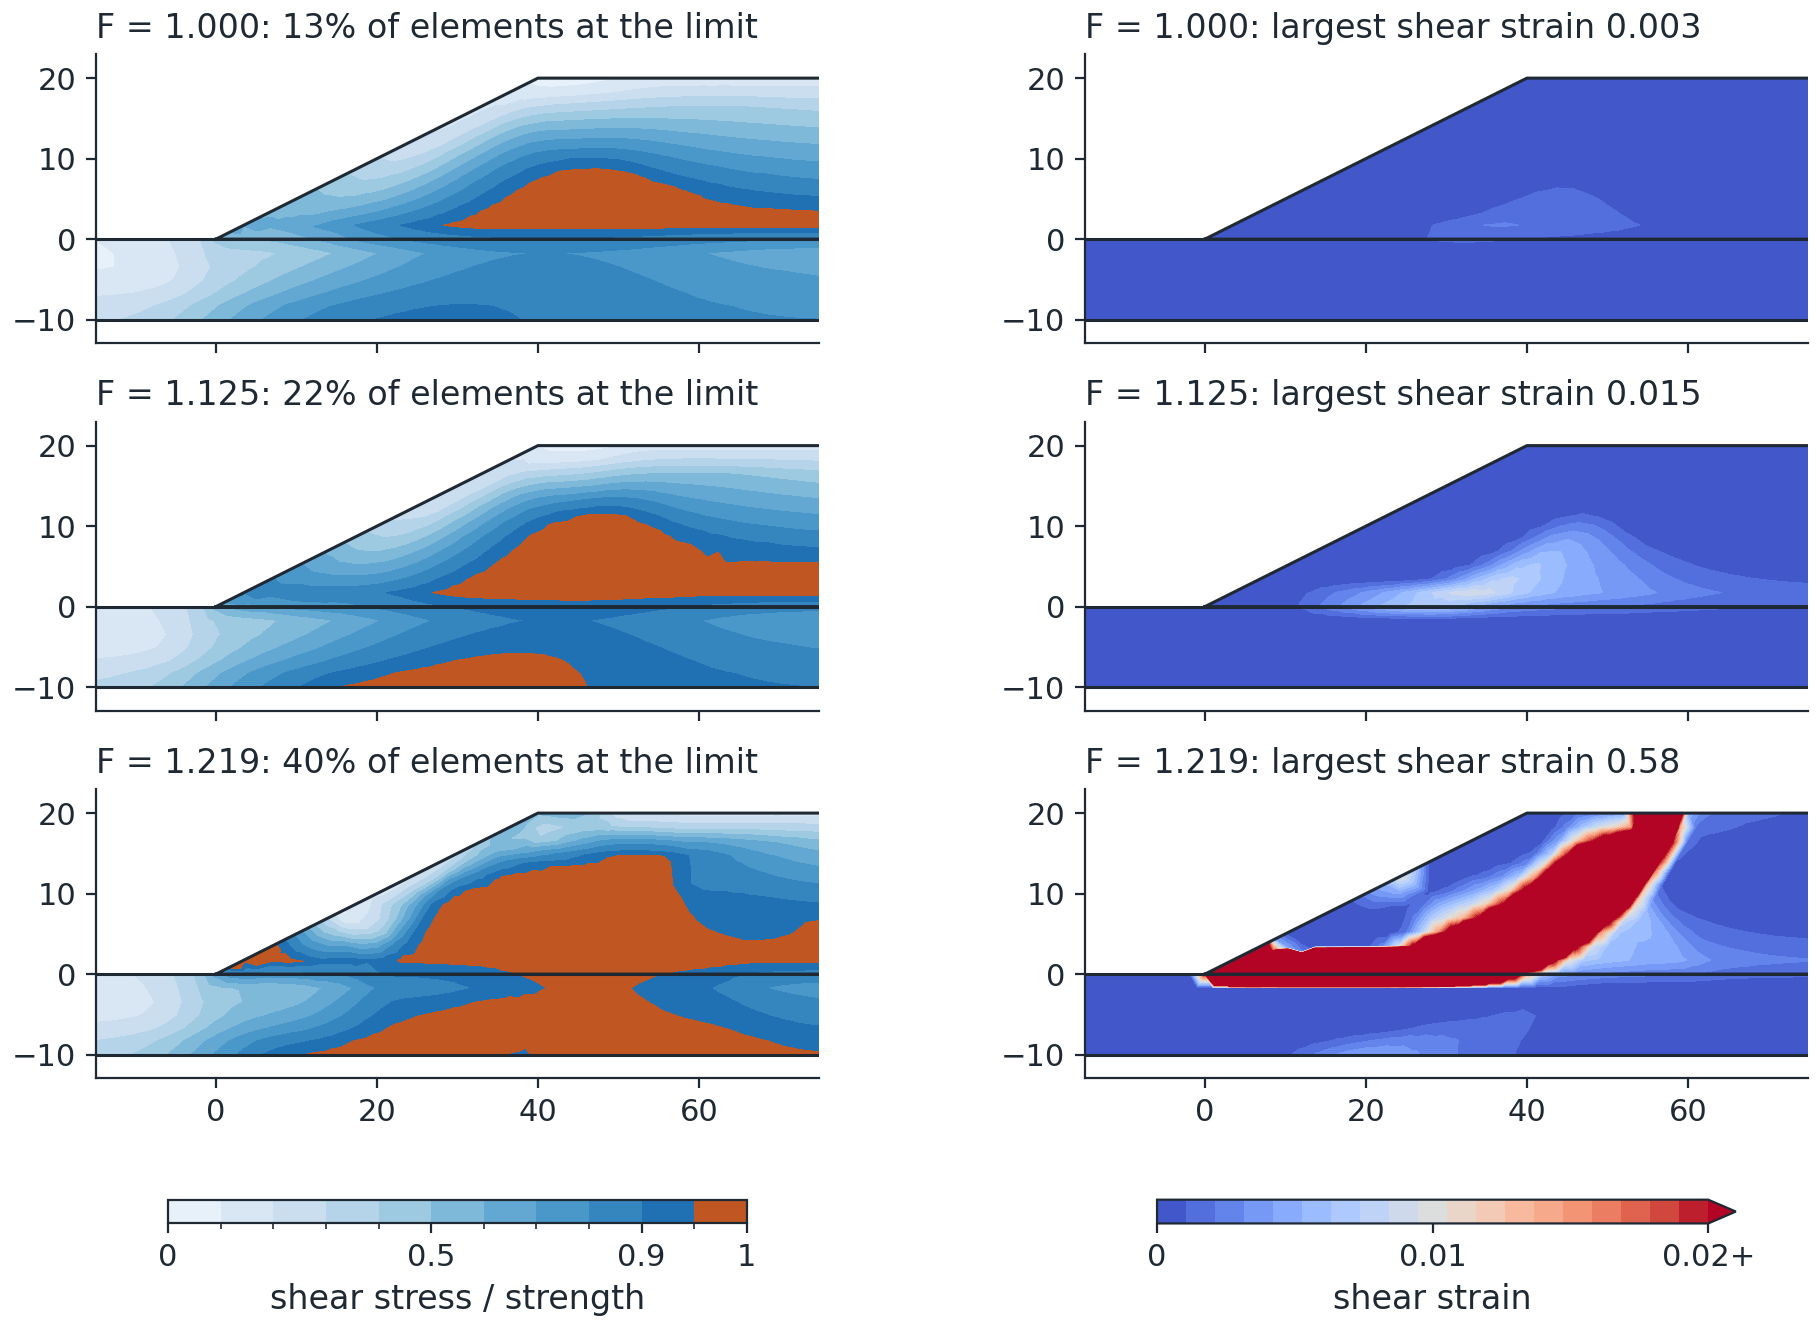 F = 1.000: 13% of elements at the limit
20
10
0
−10
F = 1.000: largest shear strain 0.003
20
10
0
−10
F = 1.125: 22% of elements at the limit
20
10
0
−10
F = 1.125: largest shear strain 0.015
20
10
0
−10
F = 1.219: 40% of elements at the limit
20
10
0
−10
0 20 40 60
F = 1.219: largest shear strain 0.58
20
10
0
−10
0 20 40 60
0 0.5 0.9 1
shear stress / strength
0 0.01 0.02+
shear strain